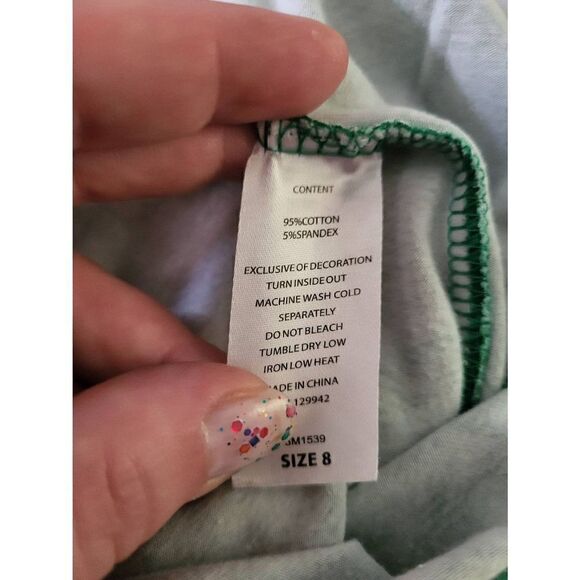 CONTENT
95%COTTON
5%SPANDEX
EXCLUSIVE OF DECORATION
TURN INSIDE OUT
MACHINE WASH COLD
SEPARATELY
DO NOT BLEACH
TUMBLE DRY LOW
IRON LOW HEAT
IN CHINA
129942
SIZE 8